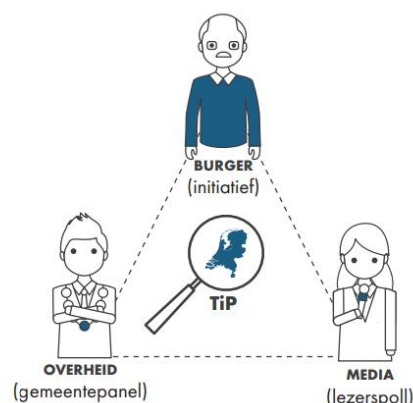 BURGER
(initiatief)
TiP
OVERHEID
(gemeentepanel)
MEDIA
(lezerspoll)